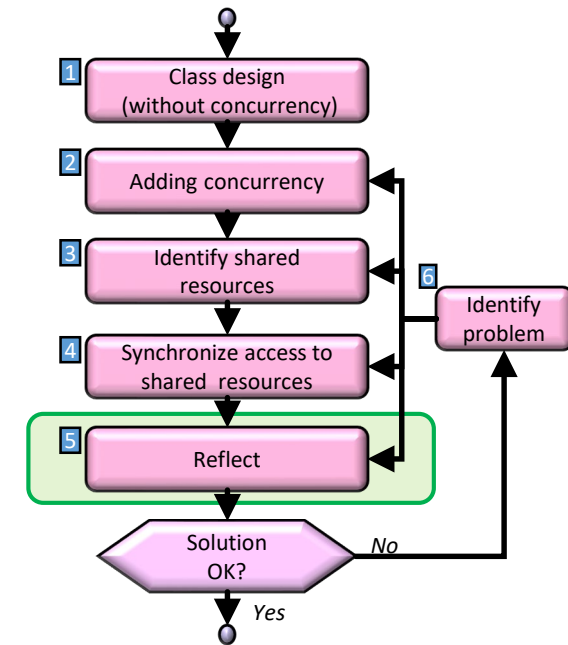 1
Class design
(without concurrency)
2
Adding concurrency
3
Identify shared
resources
6
Identify
problem
4
Synchronize access to
shared resources
5
Reflect
Solution
OK?
No
Yes